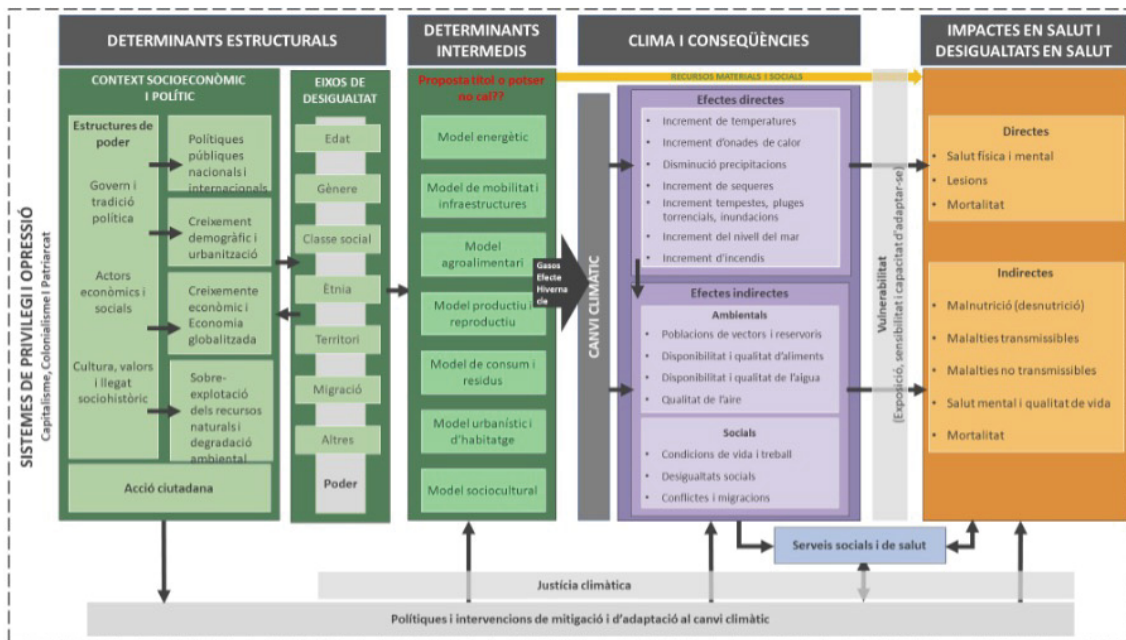 SISTEMES DE PRIVILEGI I OPRESSIÓ
Capitalisme, Colonialisme I Patriarcat
DETERMINANTS ESTRUCTURALS
CONTEXT SOCIOECONÒMIC
I POLÍTIC
Estructures de
poder
Govern i
tradició
política
Actors
econòmics i
socials
Cultura, valors
i llegat
sociohistòric
Polítiques
públiques
nacionals i
internacionals
Creixement
demogràfic i
urbanització
Creixemente
econòmic i
Economia
globalitzada
Sobre-
explotació
dels recursos
naturals i
degradació
ambiental
Acció ciutadana
EIXOS DE
DESIGUALTAT
Edat
Gènere
Classe social
Ètnia
Territori
Migració
Altres
Poder
DETERMINANTS
INTERMEDIS
Proposta títol o potser
no cal??
Model energètic
Model de mobilitat i
infraestructures
Model
agroalimentari
Model productiu i
reproductiu
Model de consum i
residus
Model urbanístic i
d'habitatge
Model sociocultural
Gasos
Efecte
Hiverna
cle
CLIMA I CONSEQÜÈNCIES
RECURSOS MATERIALS I SOCIALS
CANVI CLIMÀTIC
Efectes directes
• Increment de temperatures
• Increment d'onades de calor
• Disminució precipitacions
• Increment de sequeres
• Increment tempestes, pluges
torrencials, inundacions
• Increment del nivell del mar
• Increment d'incendis
Efectes indirectes
Ambientals
• Poblacions de vectors i reservoris
• Disponibilitat i qualitat d'aliments
• Disponibilitat i qualitat de l'aigua
• Qualitat de l'aire
Socials
• Condicions de vida i treball
• Desigualtats socials
• Conflictes i migracions
Vulnerabilitat
(Exposició, sensibilitat i capacitat d'adaptar-se)
IMPACTES EN SALUT I
DESIGUALTATS EN SALUT
Directes
• Salut física i mental
• Lesions
• Mortalitat
Indirectes
• Malnutrició (desnutrició)
• Malalties transmissibles
• Malalties no transmissibles
• Salut mental i qualitat de vida
• Mortalitat
Serveis socials i de salut
Justícia climàtica
Polítiques i intervencions de mitigació i d'adaptació al canvi climàtic